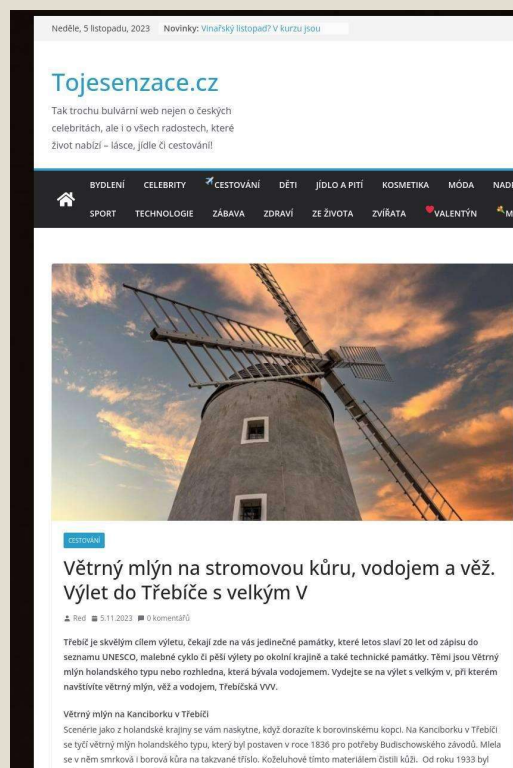 Neděle, 5 listopadu, 2023 Novinky: Vinařský listopad? V kurzu jsou
Tojesenzace.cz
Tak trochu bulvární web nejen o českých
celebritách, ale i o všech radostech, které
život nabízí – lásce, jídle či cestování!
BYDLENÍ CELEBRITY CESTOVÁNÍ DĚTI JÍDLO A PITÍ KOSMETIKA MÓDA
SPORT TECHNOLOGIE ZÁBAVA ZDRAVÍ ZE ŽIVOTA ZVÍŘATA VALENTÝN
CESTOVÁNÍ
Větrný mlýn na stromovou kůru, vodojem a věž.
Výlet do Třebíče s velkým V
Red 5.11.2023 0 komentářů
Třebíč je skvělým cílem výletu, čekají zde na vás jedinečné památky, které letos slaví 20 let od zápisu do
seznamu UNESCO, malebné cyklo či pěší výlety po okolní krajině a také technické památky. Těmi jsou Větrný
mlýn holandského typu nebo rozhledna, která bývala vodojemem. Vydejte se na výlet s velkým v, při kterém
navštívíte větrný mlýn, věž a vodojem, Třebíčská VVV.
Větrný mlýn na Kanciborku v Třebíči
Scenérie jako z holandské krajiny se vám naskytne, když dorazíte k borovinskému kopci. Na Kanciborku v Třebíči
se tyčí větrný mlýn holandského typu, který byl postaven v roce 1836 pro potřeby Budischowského závodů. Mlela
se v něm smrková i borová kůra na takzvané tříslo. Koželuhové tímto materiálem čistili kůži. Od roku 1933 byl